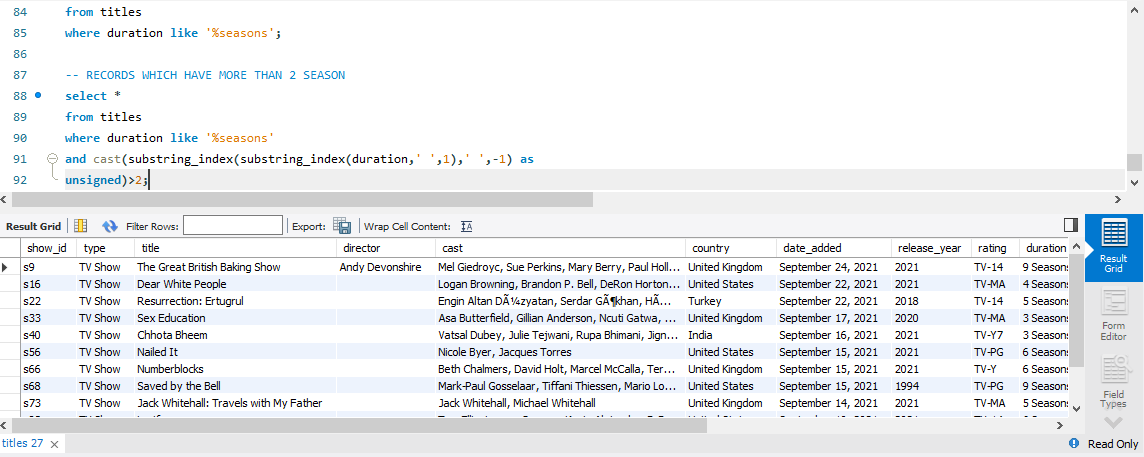 84 from titles
85 where duration like '%seasons';
86
87 -- RECORDS WHICH HAVE MORE THAN 2 SEASON
88 select *
89 from titles
90 where duration like '%seasons'
91 and cast(substring_index(substring_index(duration,' ',1),' ',-1) as
92 unsigned)>2;
Result Grid Filter Rows: Export: Wrap Cell Content:
show_id type title director cast country date_added release_year rating duration
s9 TV Show The Great British Baking Show Andy Devonshire Mel Giedroyc, Sue Perkins, Mary Berry, Paul Holl... United Kingdom September 24, 2021 2021 TV-14 9 Seasons
s16 TV Show Dear White People Logan Browning, Brandon P. Bell, DeRon Horton... United States September 22, 2021 2021 TV-MA 4 Seasons
s22 TV Show Resurrection: Ertugrul Engin Altan DÃ¼zyatan, Serdar GÃ¶khan, HÃ... Turkey September 22, 2021 2018 TV-14 5 Seasons
s33 TV Show Sex Education Asa Butterfield, Gillian Anderson, Ncuti Gatwa, ... United Kingdom September 17, 2021 2020 TV-MA 3 Seasons
s40 TV Show Chhota Bheem Vatsal Dubey, Julie Tejwani, Rupa Bhimani, Jign... India September 16, 2021 2021 TV-Y7 3 Seasons
s56 TV Show Nailed It Nicole Byer, Jacques Torres United States September 15, 2021 2021 TV-PG 6 Seasons
s66 TV Show Numberblocks Beth Chalmers, David Holt, Marcel McCalla, Ter... United Kingdom September 15, 2021 2021 TV-Y 6 Seasons
s68 TV Show Saved by the Bell Mark-Paul Gosselaar, Tiffani Thiessen, Mario Lo... United States September 15, 2021 1994 TV-PG 9 Seasons
s73 TV Show Jack Whitehall: Travels with My Father Jack Whitehall, Michael Whitehall United Kingdom September 14, 2021 2021 TV-MA 5 Seasons
Result
Grid
Form
Editor
Field
Types
titles 27 Read Only